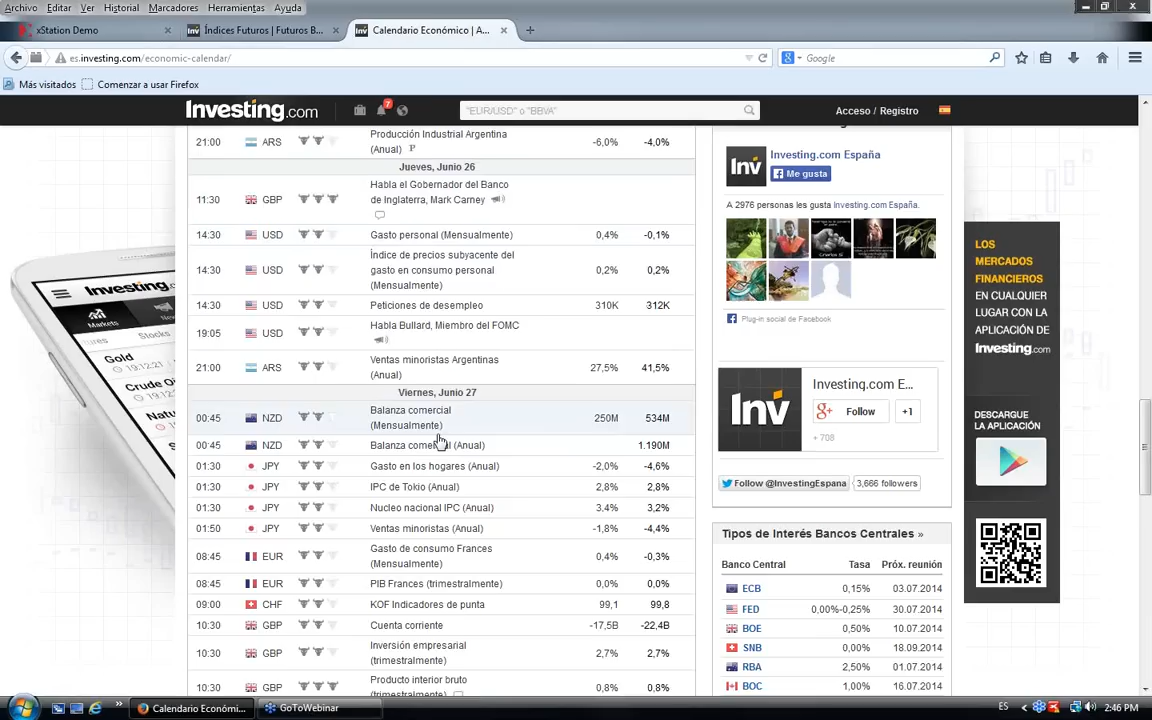 Archivo Editar Ver Historial Marcadores Herramientas Ayuda
xStation Demo × Índices Futuros | Futuros B... × Calendario Económico | A... × +
es.investing.com/economic-calendar/ Google
Más visitados Comenzar a usar Firefox
Investing.com 7 "EUR/USD" o "BBVA" Acceso / Registro
21:00 ARS Producción Industrial Argentina
(Anual) P -6,0% -4,0%
Jueves, Junio 26
11:30 GBP Habla el Gobernador del Banco
de Inglaterra, Mark Carney
14:30 USD Gasto personal (Mensualmente) 0,4% -0,1%
14:30 USD Índice de precios subyacente del
gasto en consumo personal
(Mensualmente) 0,2% 0,2%
14:30 USD Peticiones de desempleo 310K 312K
19:05 USD Habla Bullard, Miembro del FOMC
21:00 ARS Ventas minoristas Argentinas
(Anual) 27,5% 41,5%
Viernes, Junio 27
00:45 NZD Balanza comercial
(Mensualmente) 250M 534M
00:45 NZD Balanza comercial (Anual) 1.190M
01:30 JPY Gasto en los hogares (Anual) -2,0% -4,6%
01:30 JPY IPC de Tokio (Anual) 2,8% 2,8%
01:30 JPY Nucleo nacional IPC (Anual) 3.4% 3,2%
01:50 JPY Ventas minoristas (Anual) -1,8% -4,4%
08:45 EUR Gasto de consumo Frances
(Mensualmente) 0,4% -0,3%
08:45 EUR PIB Frances (trimestralmente) 0,0% 0,0%
09:00 CHF KOF Indicadores de punta 99,1 99,8
10:30 GBP Cuenta corriente -17,5B -22,4B
10:30 GBP Inversión empresarial
(trimestralmente) 2,7% 2,7%
10:30 GBP Producto interior bruto
(trimestralmente) 0,8% 0,8%
Inv Investing.com España
Me gusta
A 2976 personas les gusta Investing.com España.
Plug-in social de Facebook
Inv Investing.com E...
Follow +1
+ 708
Follow @InvestingEspana 3,666 followers
Tipos de Interés Bancos Centrales »
Banco Central Tasa Próx. reunión
ECB 0,15% 03.07.2014
FED 0,00%-0,25% 30.07.2014
BOE 0,50% 10.07.2014
SNB 0,00% 18.09.2014
RBA 2,50% 01.07.2014
BOC 1,00% 16.07.2014
LOS
MERCADOS
FINANCIEROS
EN CUALQUIER
LUGAR CON LA
APLICACIÓN DE
Investing.com
DESCARGUE
LA APLICACIÓN
Investing
Markets
Stocks
Gold
19:12:21
Crude
Calendario Económi... GoToWebinar ES 2:46 PM